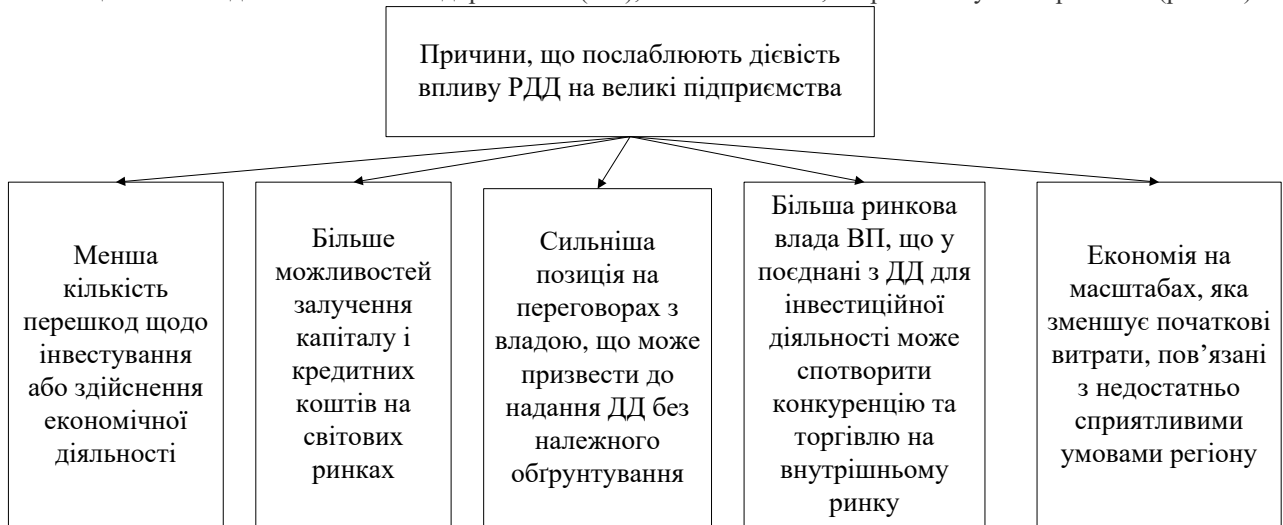 Причини, що послаблюють дієвість
впливу РДД на великі підприємства
Менша
кількість
перешкод щодо
інвестування
або здійснення
економічної
діяльності
Більше
можливостей
залучення
капіталу і
кредитних
коштів на
світових
ринках
Сильніша
позиція на
переговорах з
владою, що може
призвести до
надання ДД без
належного
обґрунтування
Більша ринкова
влада ВП, що у
поєднані з ДД для
інвестиційної
діяльності може
спотворити
конкуренцію та
торгівлю на
внутрішньому
ринку
Економія на
масштабах, яка
зменшує початкові
витрати, пов’язані
з недостатньо
сприятливими
умовами регіону